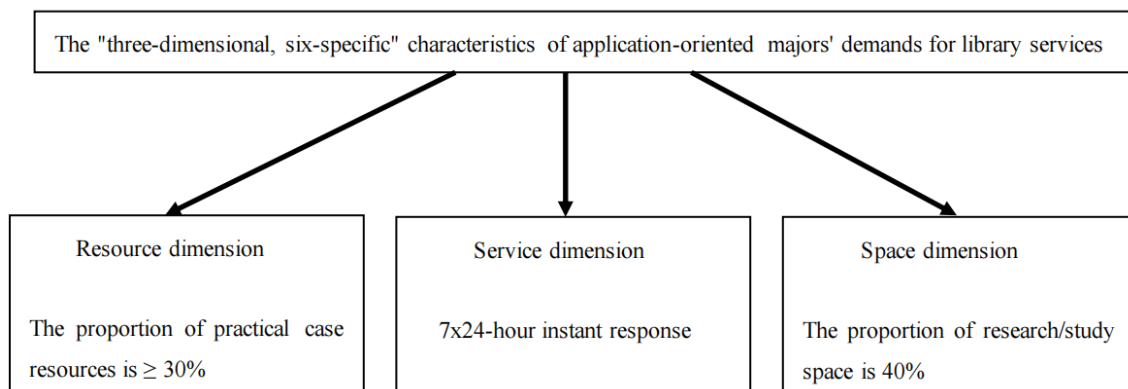 The "three-dimensional, six-specific" characteristics of application-oriented majors' demands for library services
Resource dimension
The proportion of practical case
resources is ≥ 30%
Service dimension
7x24-hour instant response
Space dimension
The proportion of research/study
space is 40%